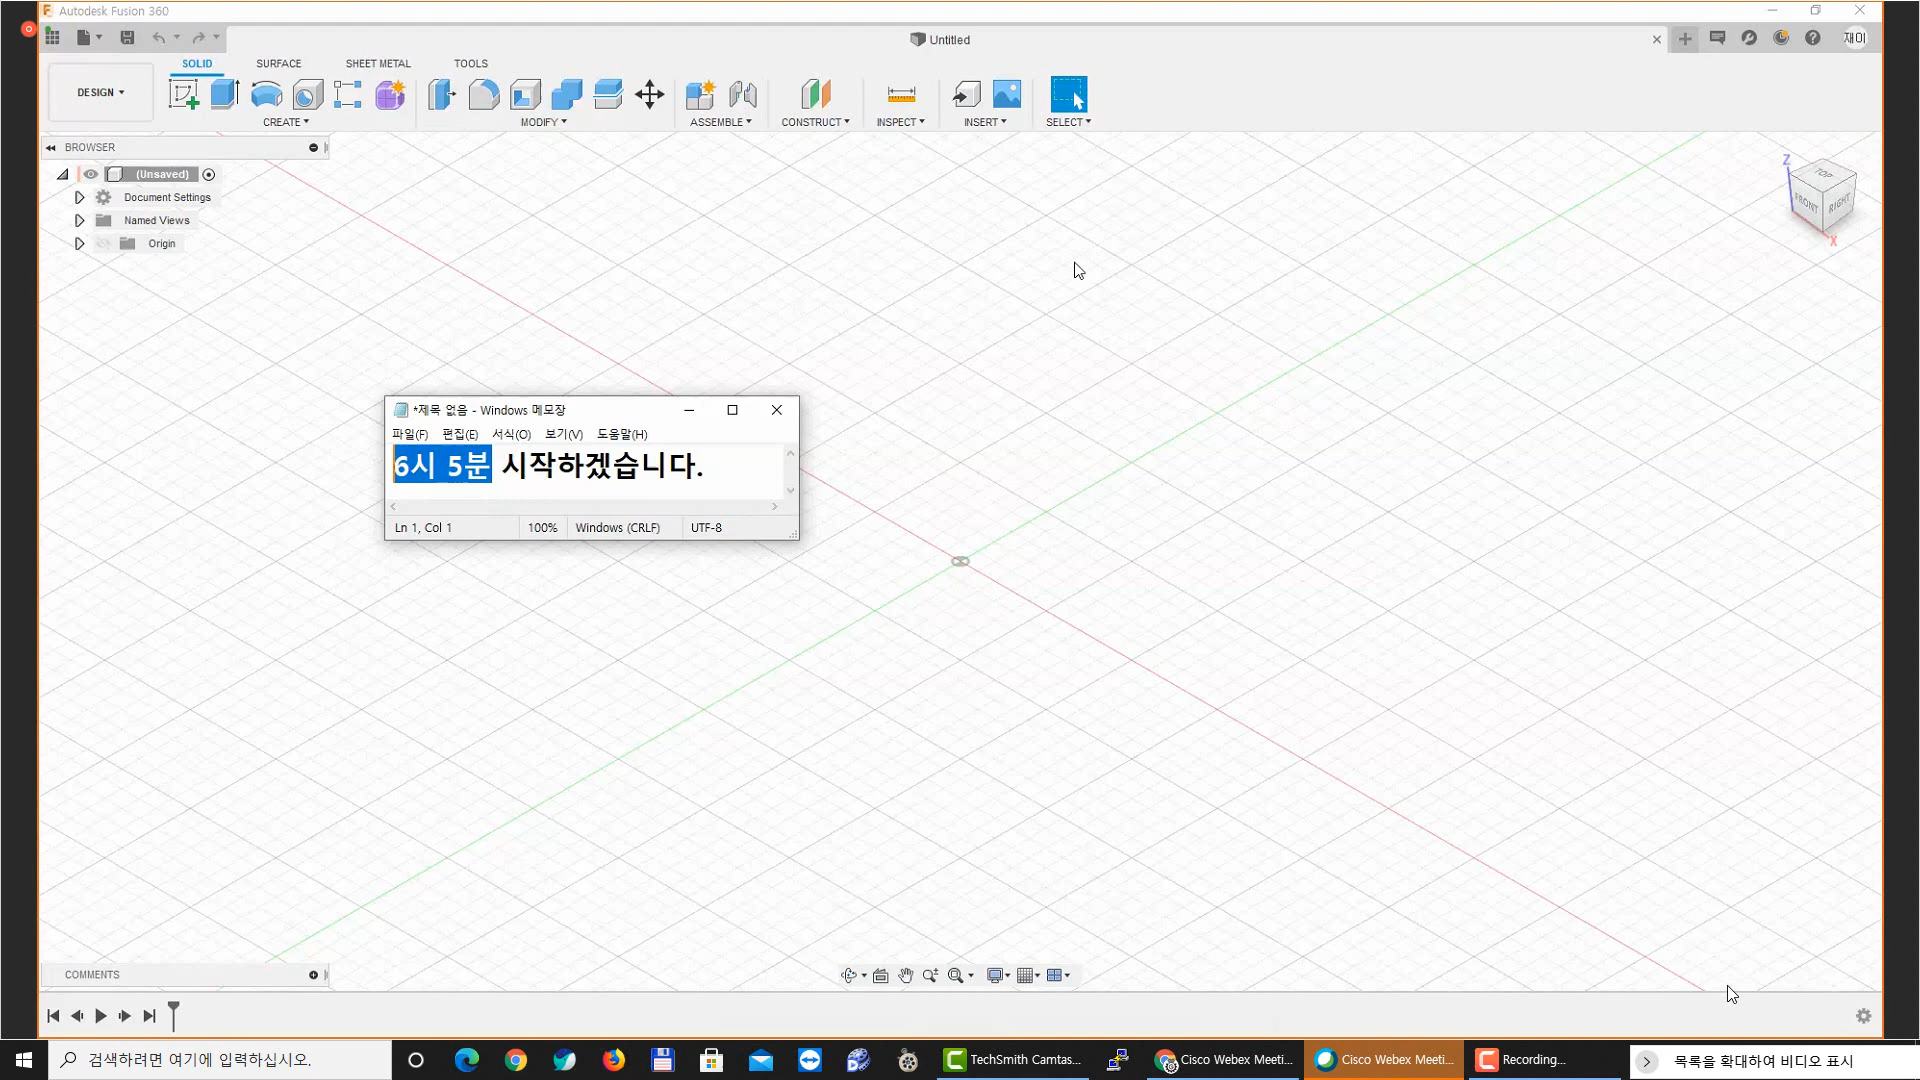 Autodesk Fusion 360
Untitled
재이
SOLID
SURFACE
SHEET METAL
TOOLS
DESIGN
CREATE
MODIFY
ASSEMBLE
CONSTRUCT
INSPECT
INSERT
SELECT
BROWSER
(Unsaved)
Document Settings
Named Views
Origin
Z
TOP
FRONT
RIGHT
X
*제목 없음 - Windows 메모장
파일(F) 편집(E) 서식(O) 보기(V) 도움말(H)
6시 5분 시작하겠습니다.
Ln 1, Col 1
100%
Windows (CRLF)
UTF-8
COMMENTS
검색하려면 여기에 입력하십시오.
TechSmith Camtas...
Cisco Webex Meeti...
Cisco Webex Meeti...
Recording...
목록을 확대하여 비디오 표시